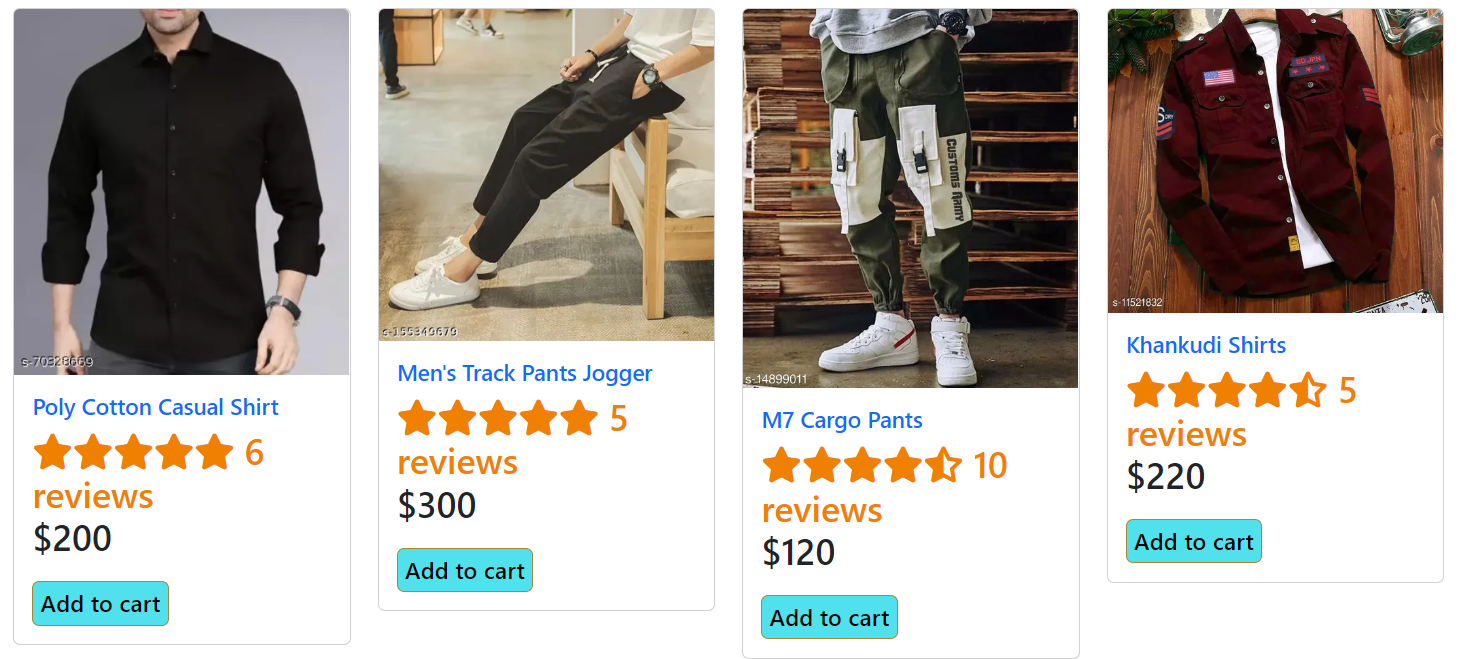 s-70328669
Poly Cotton Casual Shirt
6
reviews
$200
Add to cart
s-155349679
Men's Track Pants Jogger
5
reviews
$300
Add to cart
Customs Army
s-14899011
M7 Cargo Pants
10
reviews
$120
Add to cart
SD.JPN
s-11521832
Khankudi Shirts
5
reviews
$220
Add to cart